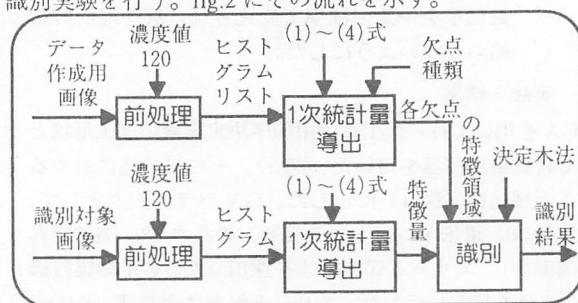 識別実験を行う。fig.2にその流れを示す。
データ
作成用
画像
濃度値
120
前処理
ヒスト
グラム
リスト
(1)～(4)式
欠点
種類
1次統計量
導出
各欠点
の特徴領域
決定木法
識別対象
画像
濃度値
120
前処理
ヒスト
グラム
(1)～(4)式
1次統計量
導出
特徴量
識別
識別
結果